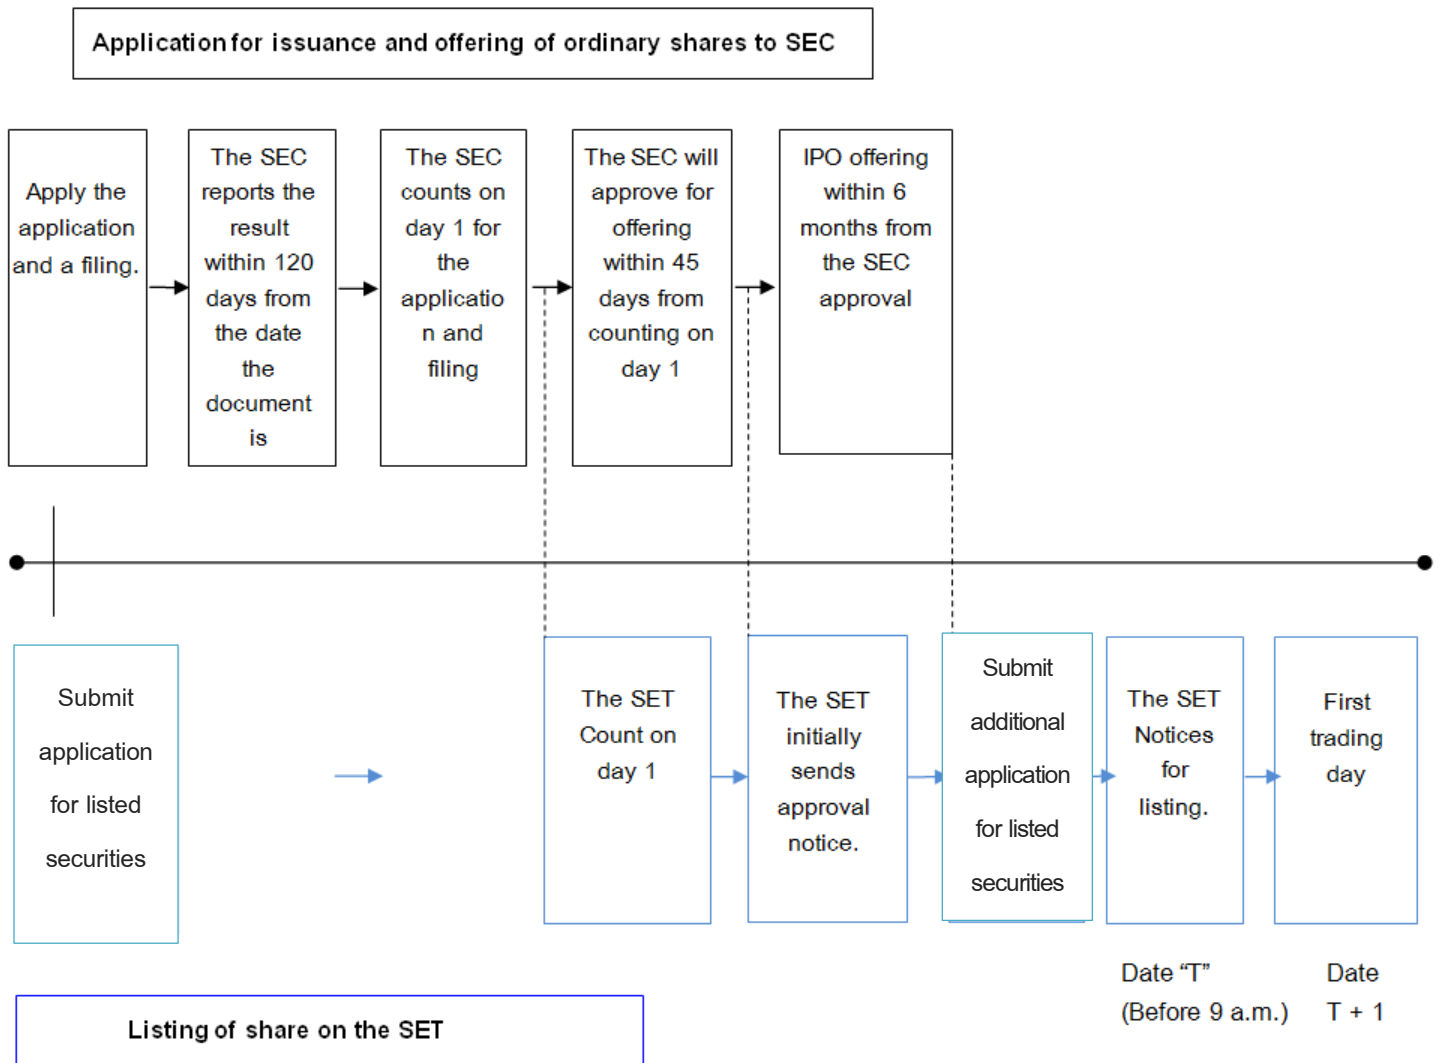 Application for issuance and offering of ordinary shares to SEC
Apply the
application
and a filing.
The SEC
reports the
result
within 120
days from
the date
the
document
is
The SEC
counts on
day 1 for
the
applicatio
n and
filing
The SEC will
approve for
offering
within 45
days from
counting on
day 1
IPO offering
within 6
months from
the SEC
approval
Submit
application
for listed
securities
The SET
Count on
day 1
The SET
initially
sends
approval
notice.
Submit
additional
application
for listed
securities
The SET
Notices
for
listing.
First
trading
day
Date “T”
(Before 9 a.m.)
Date
T + 1
Listing of share on the SET